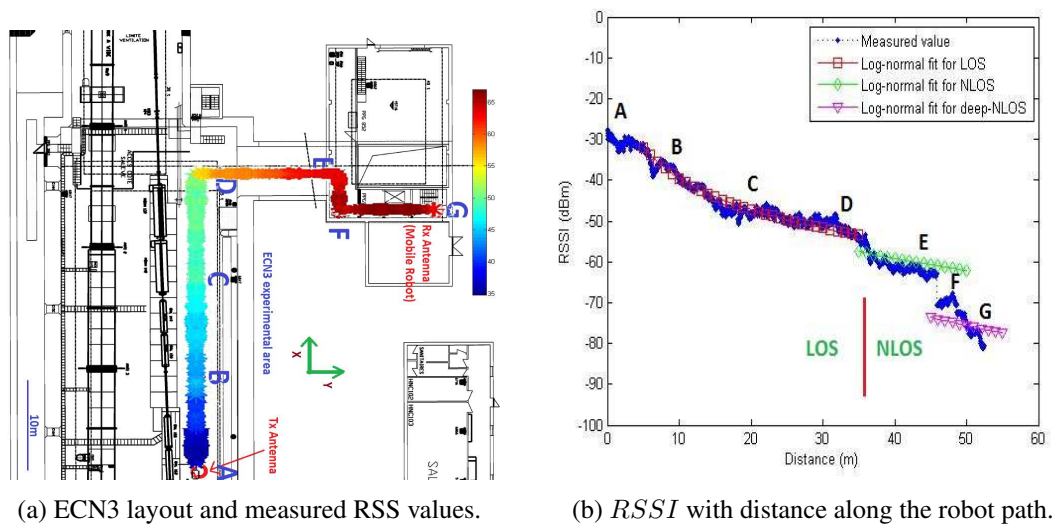 LIMITE
VENTILATION
E
D
F
G
Rx Antenna
(Mobile Robot)
65
60
55
50
45
40
35
C
ECN3 experimental area
B
X
Y
Tx Antenna
A
10m
SANITAIRES
SAL
(a) ECN3 layout and measured RSS values.
0
-10
-20
-30
-40
-50
-60
-70
-80
-90
-100
RSSI (dBm)
Measured value
Log-normal fit for LOS
Log-normal fit for NLOS
Log-normal fit for deep-NLOS
A
B
C
D
E
F
G
LOS
NLOS
0
10
20
30
40
50
60
Distance (m)
(b) RSSI with distance along the robot path.